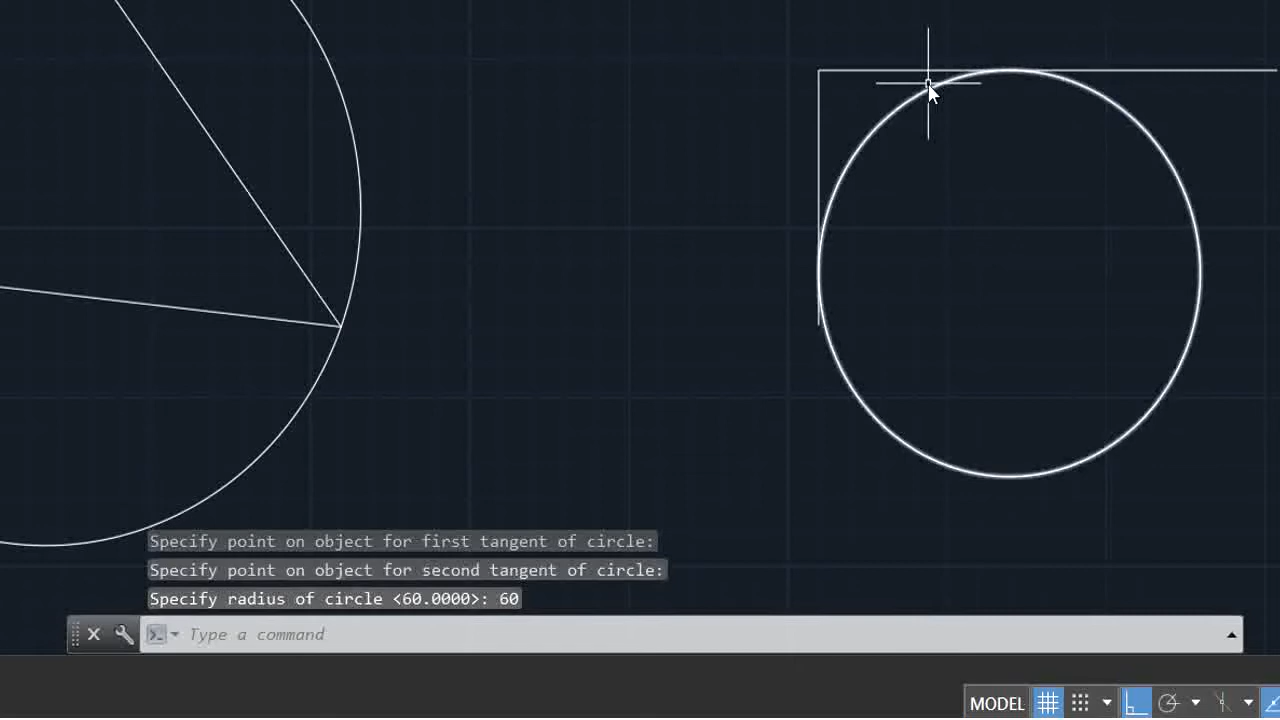 Specify point on object for first tangent of circle:
Specify point on object for second tangent of circle:
Specify radius of circle <60.0000>: 60
Type a command
MODEL